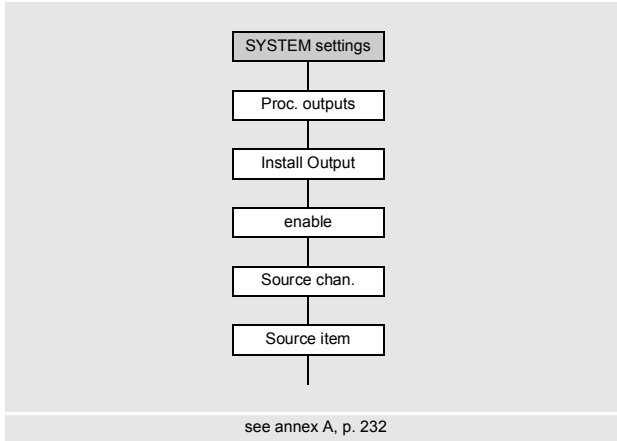 SYSTEM settings
Proc. outputs
Install Output
enable
Source chan.
Source item
see annex A, p. 232